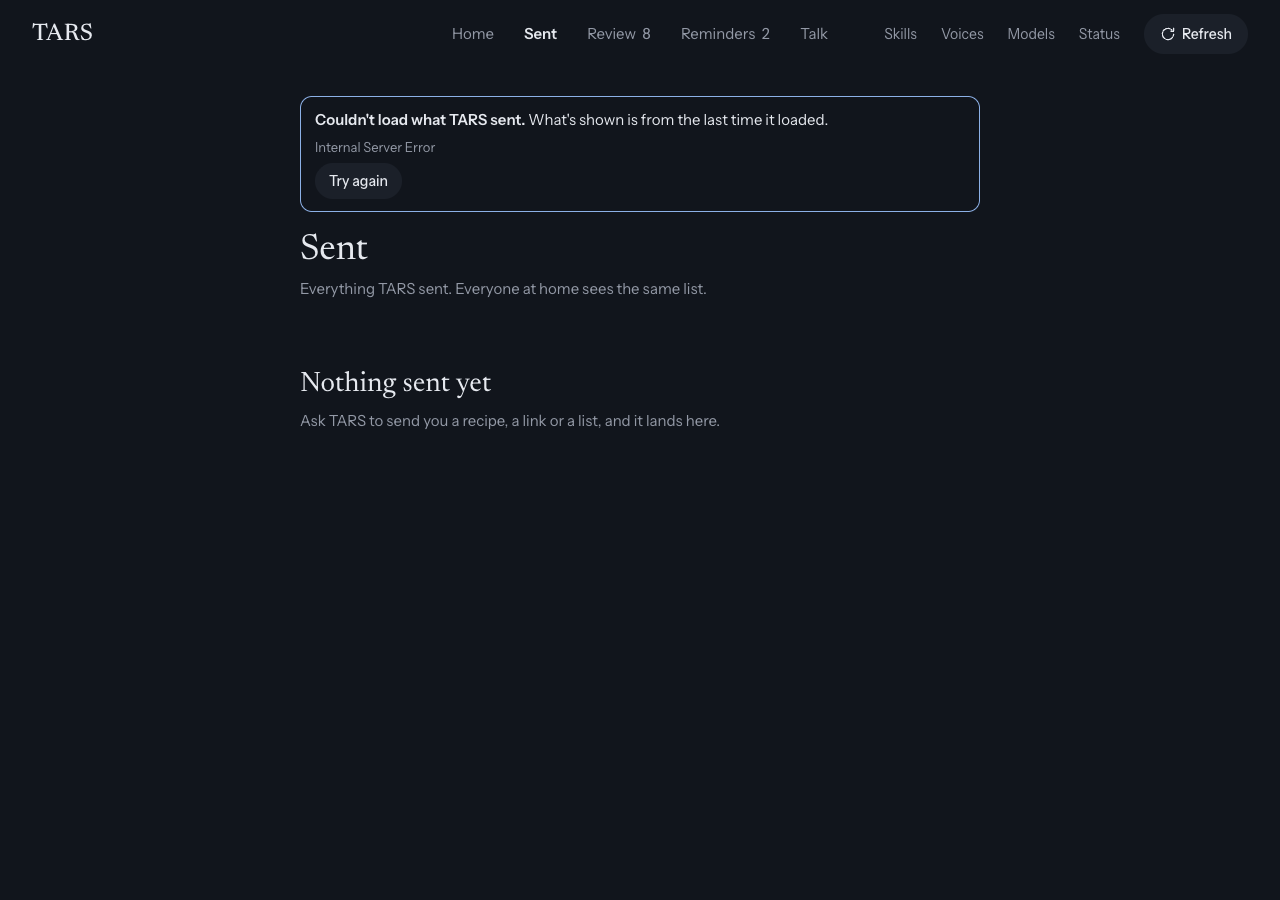 TARS
Home Sent Review 8 Reminders 2 Talk Skills Voices Models Status Refresh
Couldn't load what TARS sent. What's shown is from the last time it loaded.
Internal Server Error
Try again
Sent
Everything TARS sent. Everyone at home sees the same list.
Nothing sent yet
Ask TARS to send you a recipe, a link or a list, and it lands here.